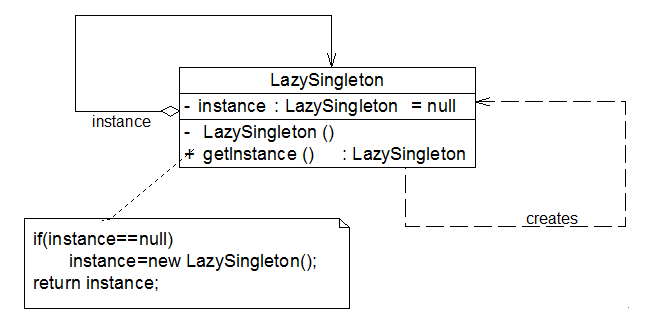 LazySingleton
- instance : LazySingleton = null
instance
- LazySingleton ()
+ getInstance () : LazySingleton
creates
if(instance==null)
instance=new LazySingleton();
return instance;